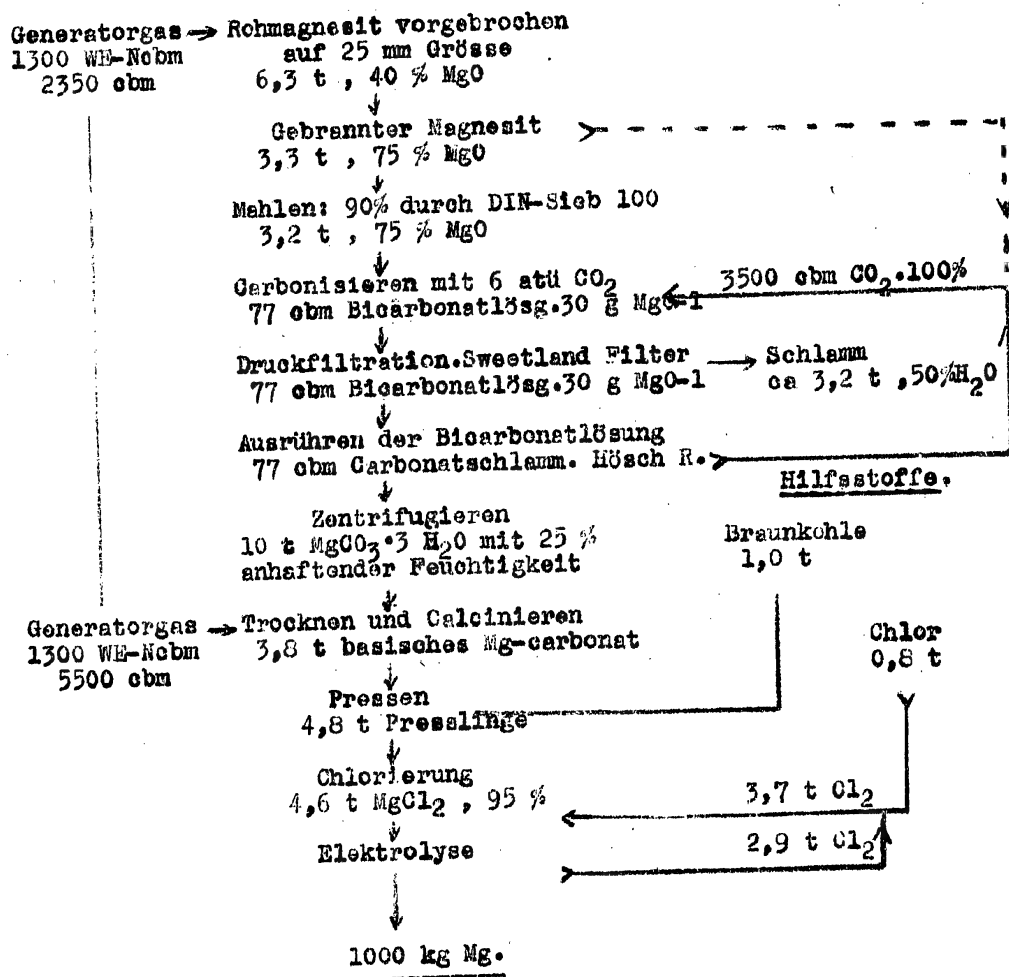 Generatorgas → Rohmagnesit vorgebrochen
1300 WE-Ncbm
auf 25 mm Grösse
2350 cbm
6,3 t , 40 % MgO
Gebrannter Magnesit
3,3 t , 75 % MgO
Mahlen: 90% durch DIN-Sieb 100
3,2 t , 75 % MgO
Carbonisieren mit 6 atü CO2
3500 cbm CO2.100%
77 cbm Bicarbonatlösg.30 g MgO-l
Druckfiltration.Sweetland Filter → Schlamm
77 cbm Bicarbonatlösg.30 g MgO-l
ca 3,2 t ,50%H2O
Ausrühren der Bicarbonatlösung
77 cbm Carbonatschlamm. Hösch R.
Hilfsstoffe.
Zentrifugieren
10 t MgCO3·3 H2O mit 25 %
anhaftender Feuchtigkeit
Braunkohle
1,0 t
Generatorgas → Trocknen und Calcinieren
1300 WE-Ncbm
3,8 t basisches Mg-carbonat
5500 cbm
Chlor
0,8 t
Pressen
4,8 t Presslinge
Chlorierung
4,6 t MgCl2 , 95 %
3,7 t Cl2
Elektrolyse
2,9 t Cl2
1000 kg Mg.